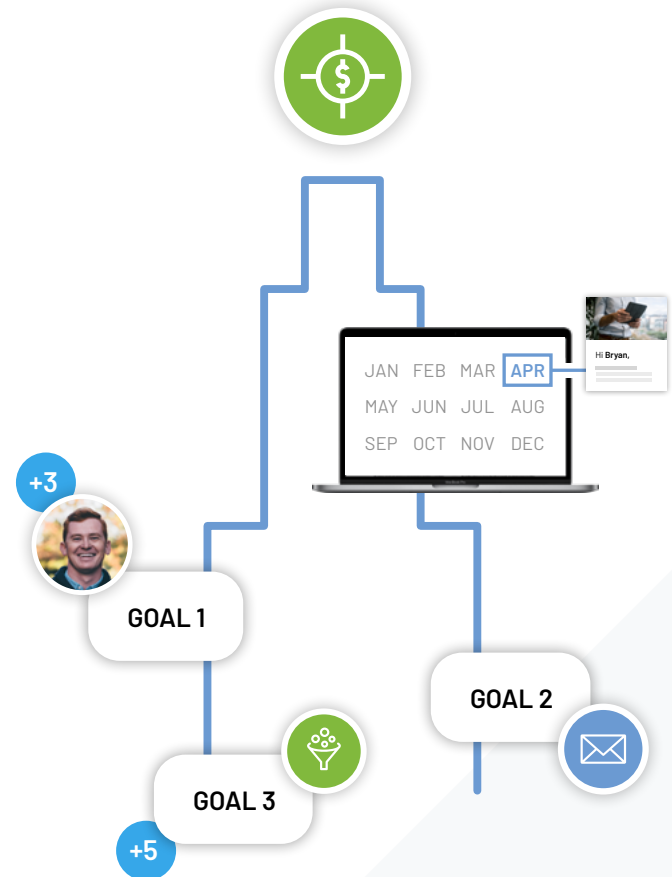 $
Hi Bryan,
JAN FEB MAR APR
MAY JUN JUL AUG
SEP OCT NOV DEC
+3
GOAL 1
GOAL 2
GOAL 3
+5